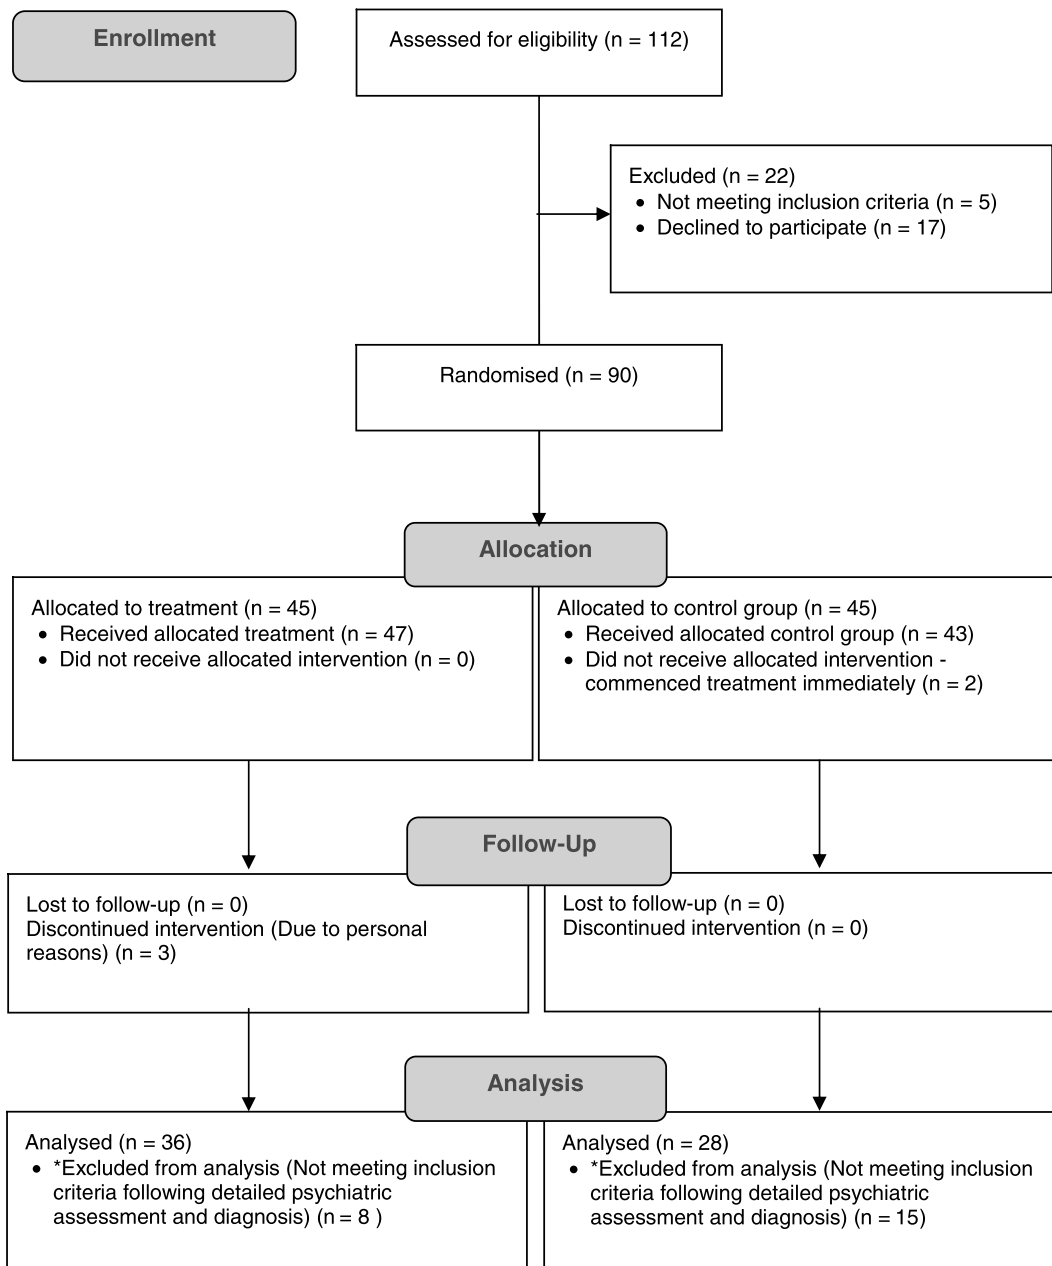 Enrollment
Assessed for eligibility (n = 112)
Excluded (n = 22)
• Not meeting inclusion criteria (n = 5)
• Declined to participate (n = 17)
Randomised (n = 90)
Allocation
Allocated to treatment (n = 45)
• Received allocated treatment (n = 47)
• Did not receive allocated intervention (n = 0)
Allocated to control group (n = 45)
• Received allocated control group (n = 43)
• Did not receive allocated intervention -
commenced treatment immediately (n = 2)
Follow-Up
Lost to follow-up (n = 0)
Discontinued intervention (Due to personal
reasons) (n = 3)
Lost to follow-up (n = 0)
Discontinued intervention (n = 0)
Analysis
Analysed (n = 36)
• *Excluded from analysis (Not meeting inclusion
criteria following detailed psychiatric
assessment and diagnosis) (n = 8 )
Analysed (n = 28)
• *Excluded from analysis (Not meeting inclusion
criteria following detailed psychiatric
assessment and diagnosis) (n = 15)